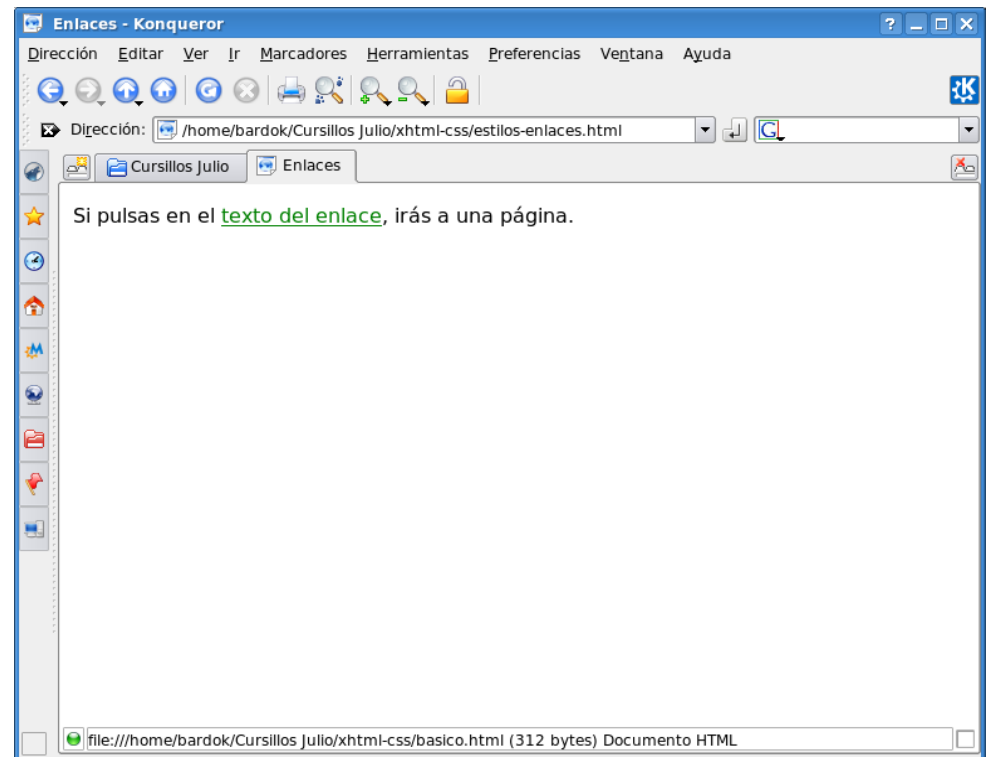 Enlaces - Konqueror
Dirección Editar Ver Ir Marcadores Herramientas Preferencias Ventana Ayuda
Dirección: /home/bardok/Cursillos Julio/xhtml-css/estilos-enlaces.html
Cursillos Julio Enlaces
Si pulsas en el texto del enlace, irás a una página.
file:///home/bardok/Cursillos Julio/xhtml-css/basico.html (312 bytes) Documento HTML